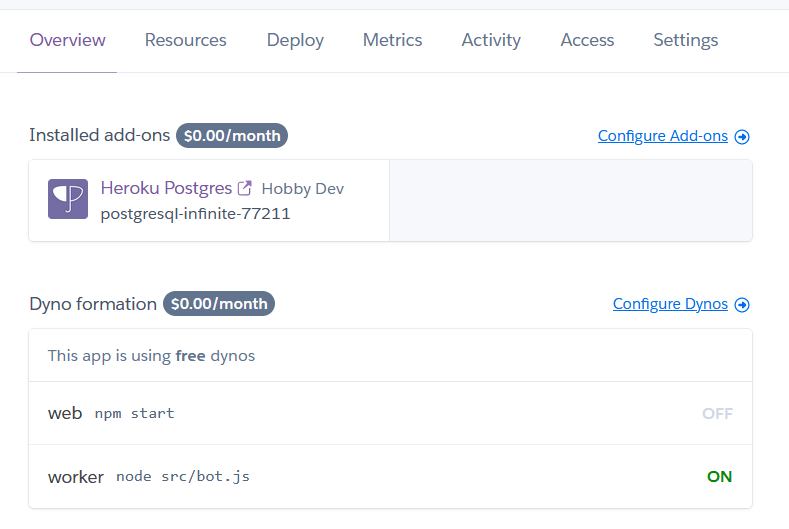 Overview Resources Deploy Metrics Activity Access Settings
Installed add-ons $0.00/month Configure Add-ons
Heroku Postgres Hobby Dev
postgresql-infinite-77211
Dyno formation $0.00/month Configure Dynos
This app is using free dynos
web npm start OFF
worker node src/bot.js ON